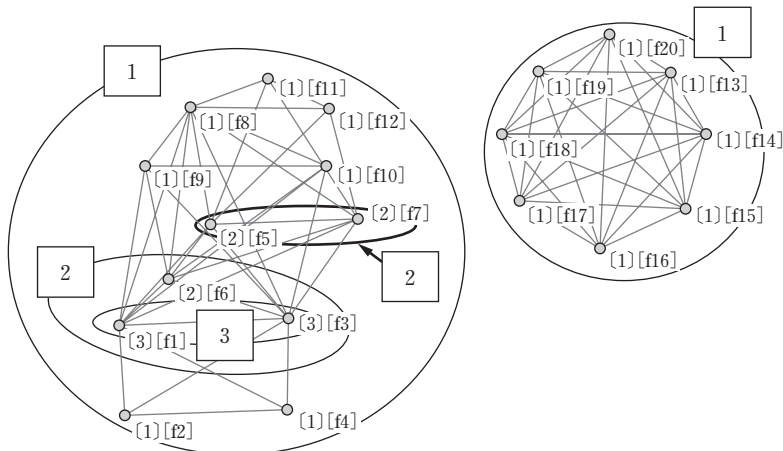 1
〔1〕[f11]
〔1〕[f8]
〔1〕[f12]
〔1〕[f9]
〔1〕[f10]
〔2〕[f7]
〔2〕[f5]
2
2
〔2〕[f6]
〔3〕[f3]
〔3〕[f1]
3
〔1〕[f2]
〔1〕[f4]
1
〔1〕[f20]
〔1〕[f19]
〔1〕[f13]
〔1〕[f18]
〔1〕[f14]
〔1〕[f17]
〔1〕[f15]
〔1〕[f16]